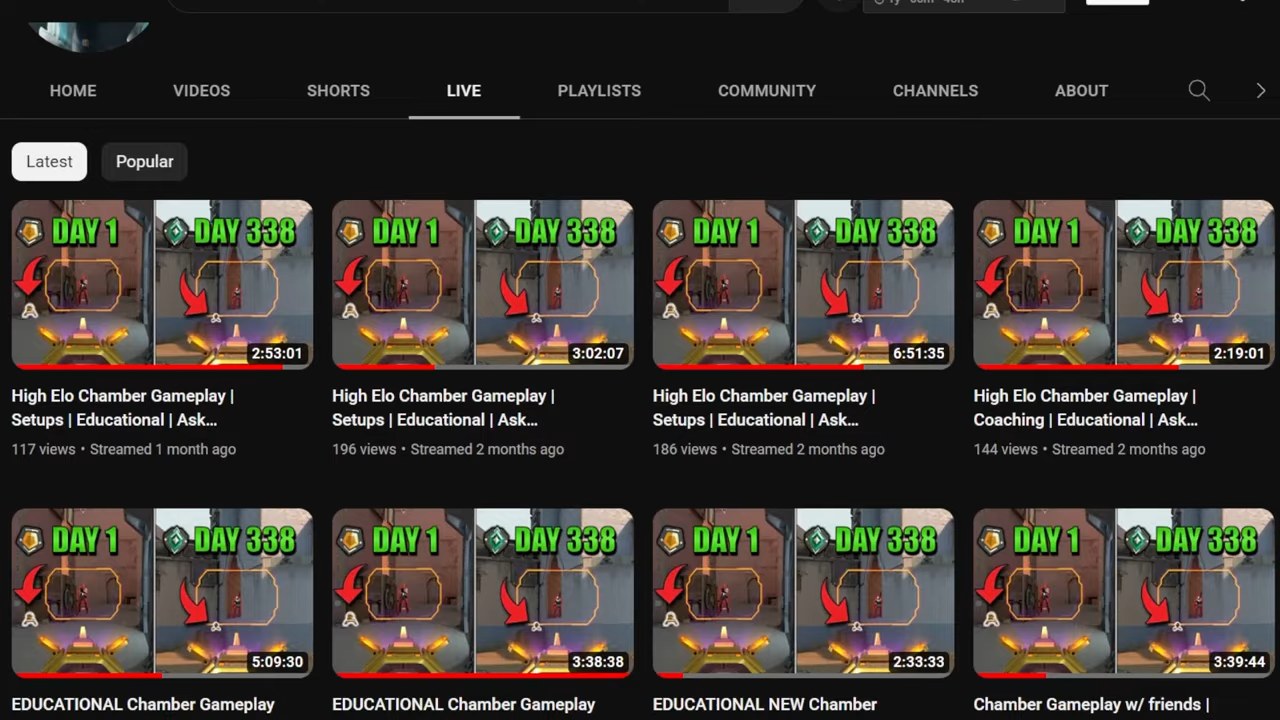 HOME VIDEOS SHORTS LIVE PLAYLISTS COMMUNITY CHANNELS ABOUT
Latest Popular
DAY 1 DAY 338 DAY 1 DAY 338 DAY 1 DAY 338 DAY 1 DAY 338
2:53:01 3:02:07 6:51:35 2:19:01
High Elo Chamber Gameplay |
Setups | Educational | Ask...
117 views • Streamed 1 month ago
High Elo Chamber Gameplay |
Setups | Educational | Ask...
196 views • Streamed 2 months ago
High Elo Chamber Gameplay |
Setups | Educational | Ask...
186 views • Streamed 2 months ago
High Elo Chamber Gameplay |
Coaching | Educational | Ask...
144 views • Streamed 2 months ago
DAY 1 DAY 338 DAY 1 DAY 338 DAY 1 DAY 338 DAY 1 DAY 338
5:09:30 3:38:38 2:33:33 3:39:44
EDUCATIONAL Chamber Gameplay
EDUCATIONAL Chamber Gameplay
EDUCATIONAL NEW Chamber
Chamber Gameplay w/ friends |